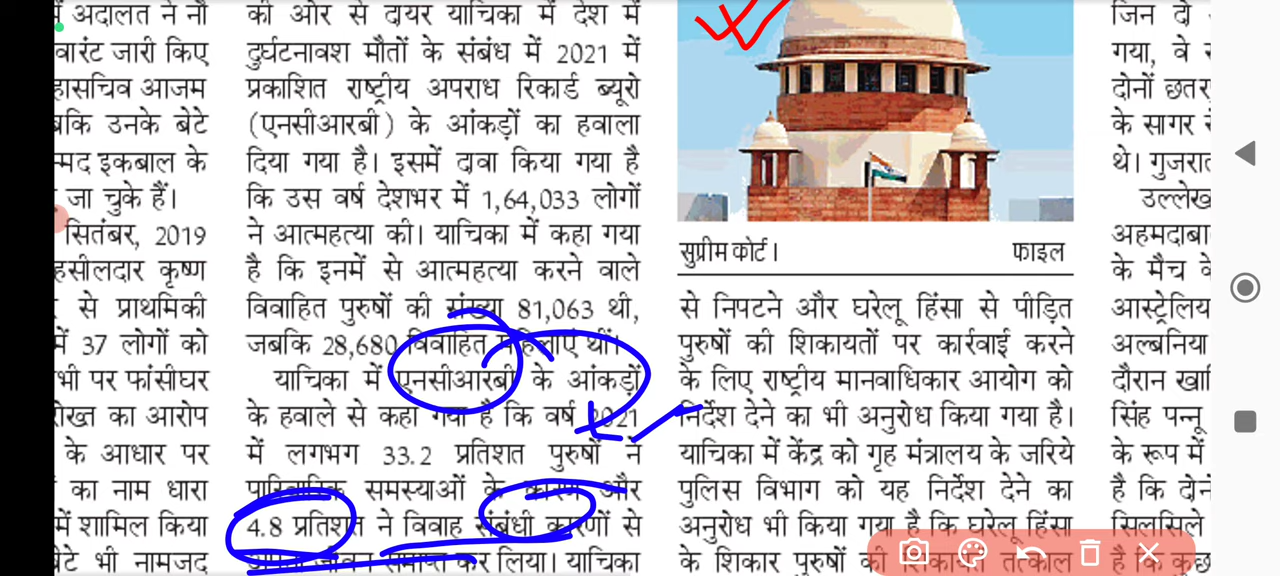 में अदालत ने नौ
वारंट जारी किए
हासचिव आजम
बकि उनके बेटे
म्मद इकबाल के
जा चुके हैं।
सितंबर, 2019
हसीलदार कृष्ण
से प्राथमिकी
में 37 लोगों को
भी पर फांसीघर
रोख्त का आरोप
के आधार पर
का नाम धारा
में शामिल किया
बेटे भी नामजद
की ओर से दायर याचिका में देश में
दुर्घटनावश मौतों के संबंध में 2021 में
प्रकाशित राष्ट्रीय अपराध रिकार्ड ब्यूरो
(एनसीआरबी) के आंकड़ों का हवाला
दिया गया है। इसमें दावा किया गया है
कि उस वर्ष देशभर में 1,64,033 लोगों
ने आत्महत्या की। याचिका में कहा गया
है कि इनमें से आत्महत्या करने वाले
विवाहित पुरुषों की संख्या 81,063 थी,
जबकि 28,680 विवाहित महिलाएं थीं।
याचिका में एनसीआरबी के आंकड़ों
के हवाले से कहा गया है कि वर्ष 2021
में लगभग 33.2 प्रतिशत पुरुषों ने
पारिवारिक समस्याओं के कारण और
4.8 प्रतिशत ने विवाह संबंधी कारणों से
अपना जीवन समाप्त कर लिया। याचिका
सुप्रीम कोर्ट। फाइल
से निपटने और घरेलू हिंसा से पीड़ित
पुरुषों की शिकायतों पर कार्रवाई करने
के लिए राष्ट्रीय मानवाधिकार आयोग को
निर्देश देने का भी अनुरोध किया गया है।
याचिका में केंद्र को गृह मंत्रालय के जरिये
पुलिस विभाग को यह निर्देश देने का
अनुरोध भी किया गया है कि घरेलू हिंसा
के शिकार पुरुषों की शिकायतें तत्काल
जिन दो
गया, वे
दोनों छतर
के सागर
थे। गुजरात
उल्लेख
अहमदाबा
के मैच के
आस्ट्रेलिय
अल्बनिया
दौरान खा
सिंह पन्नू
के रूप में
है कि दोनें
सिलसिले
है कि कुछ